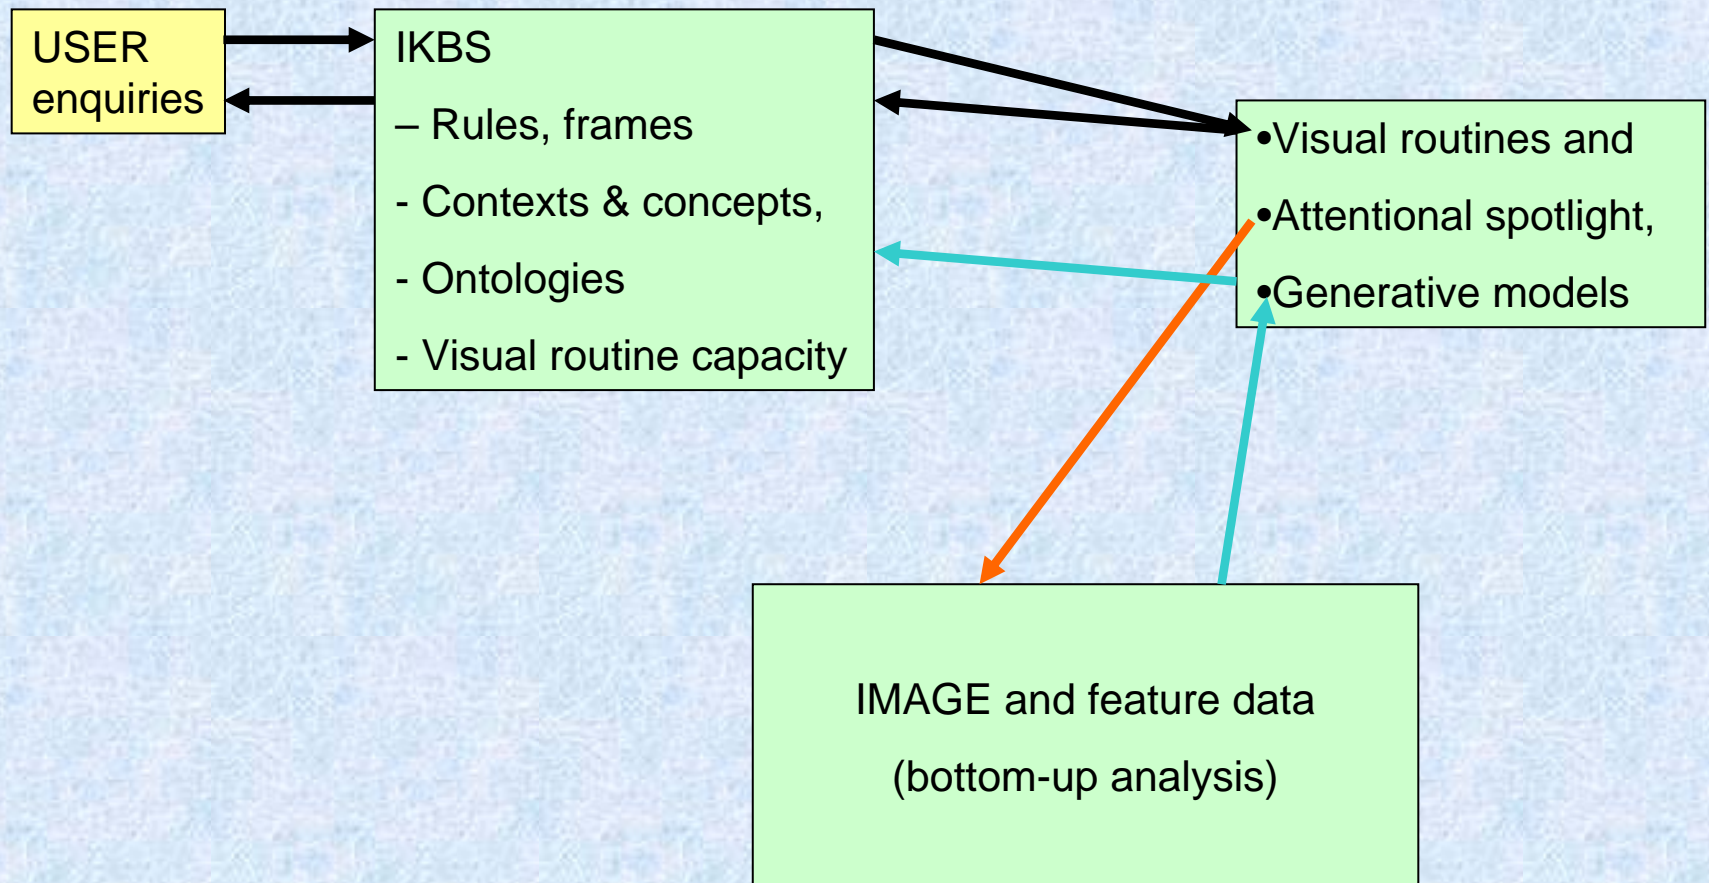 USER
enquiries
IKBS
– Rules, frames
- Contexts & concepts,
- Ontologies
- Visual routine capacity
•Visual routines and
•Attentional spotlight,
•Generative models
IMAGE and feature data
(bottom-up analysis)